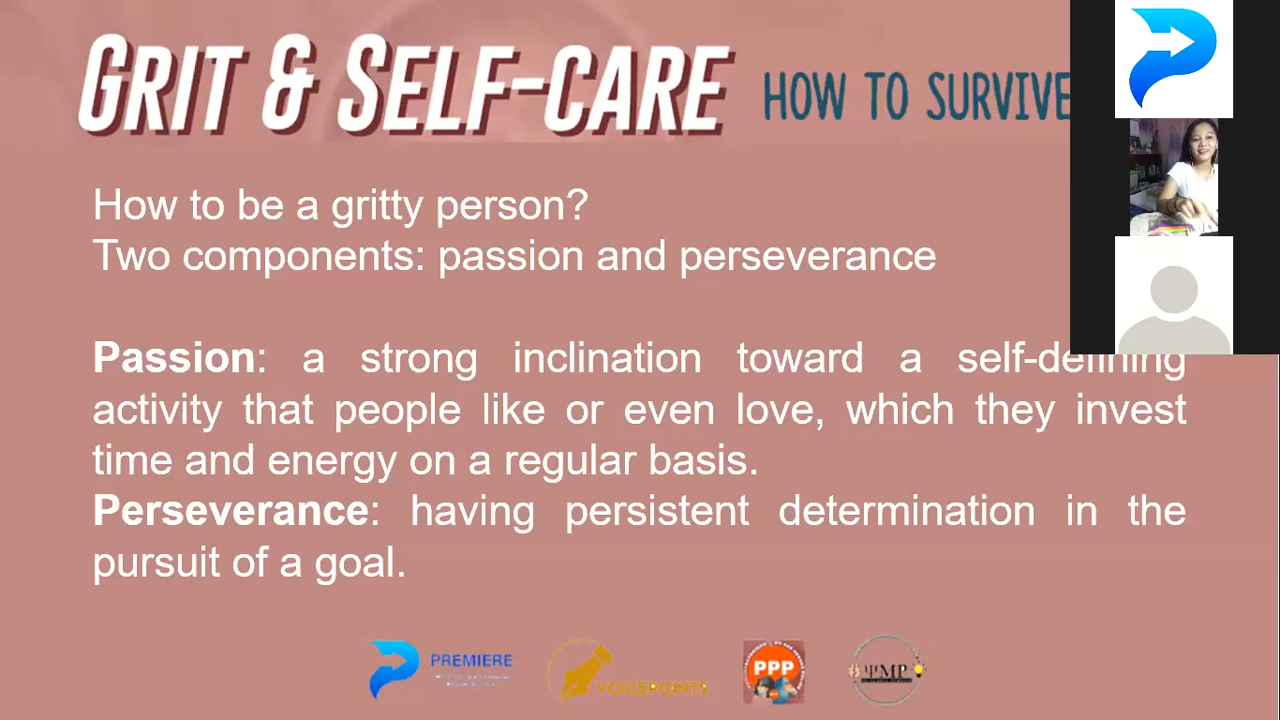 GRIT & SELF-CARE HOW TO SURVIVE
How to be a gritty person?
Two components: passion and perseverance
Passion: a strong inclination toward a self-defining
activity that people like or even love, which they invest
time and energy on a regular basis.
Perseverance: having persistent determination in the
pursuit of a goal.
PREMIERE
VOICEPOINTS
PPP
ΨMP